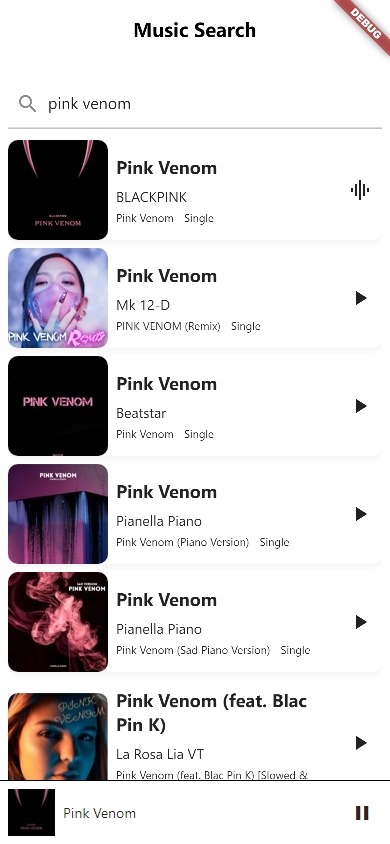 Music Search
DEBUG
pink venom
BLACKPINK
PINK VENOM
Pink Venom
BLACKPINK
Pink Venom Single
PINK VENOM Remix
Pink Venom
Mk 12-D
PINK VENOM (Remix) Single
PINK VENOM
Pink Venom
Beatstar
Pink Venom Single
PINK VENOM
Pink Venom
Pianella Piano
Pink Venom (Piano Version) Single
SAD VERSION
PINK VENOM
Pink Venom
Pianella Piano
Pink Venom (Sad Piano Version) Single
PINK
VENOM
Pink Venom (feat. Blac
Pin K)
La Rosa Lia VT
Pink Venom (feat. Blac Pin K) [Slowed &
Pink Venom